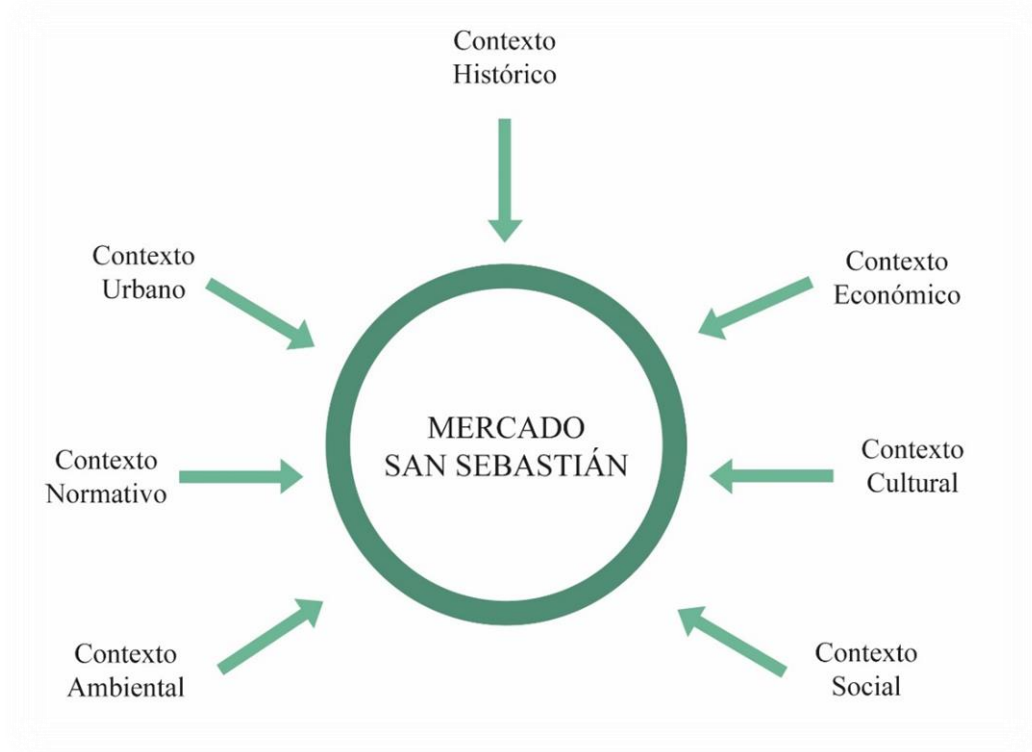 Contexto
Histórico
Contexto
Urbano
Contexto
Económico
MERCADO
SAN SEBASTIÁN
Contexto
Normativo
Contexto
Cultural
Contexto
Ambiental
Contexto
Social